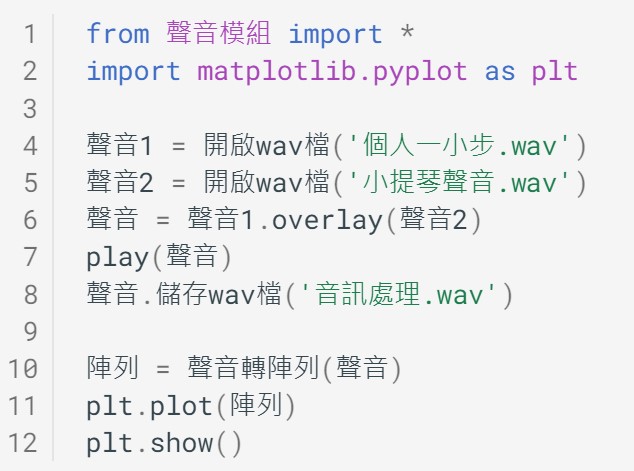 1 from 聲音模組 import *
2 import matplotlib.pyplot as plt
3
4 聲音1 = 開啟wav檔('個人一小步.wav')
5 聲音2 = 開啟wav檔('小提琴聲音.wav')
6 聲音 = 聲音1.overlay(聲音2)
7 play(聲音)
8 聲音.儲存wav檔('音訊處理.wav')
9
10 陣列 = 聲音轉陣列(聲音)
11 plt.plot(陣列)
12 plt.show()